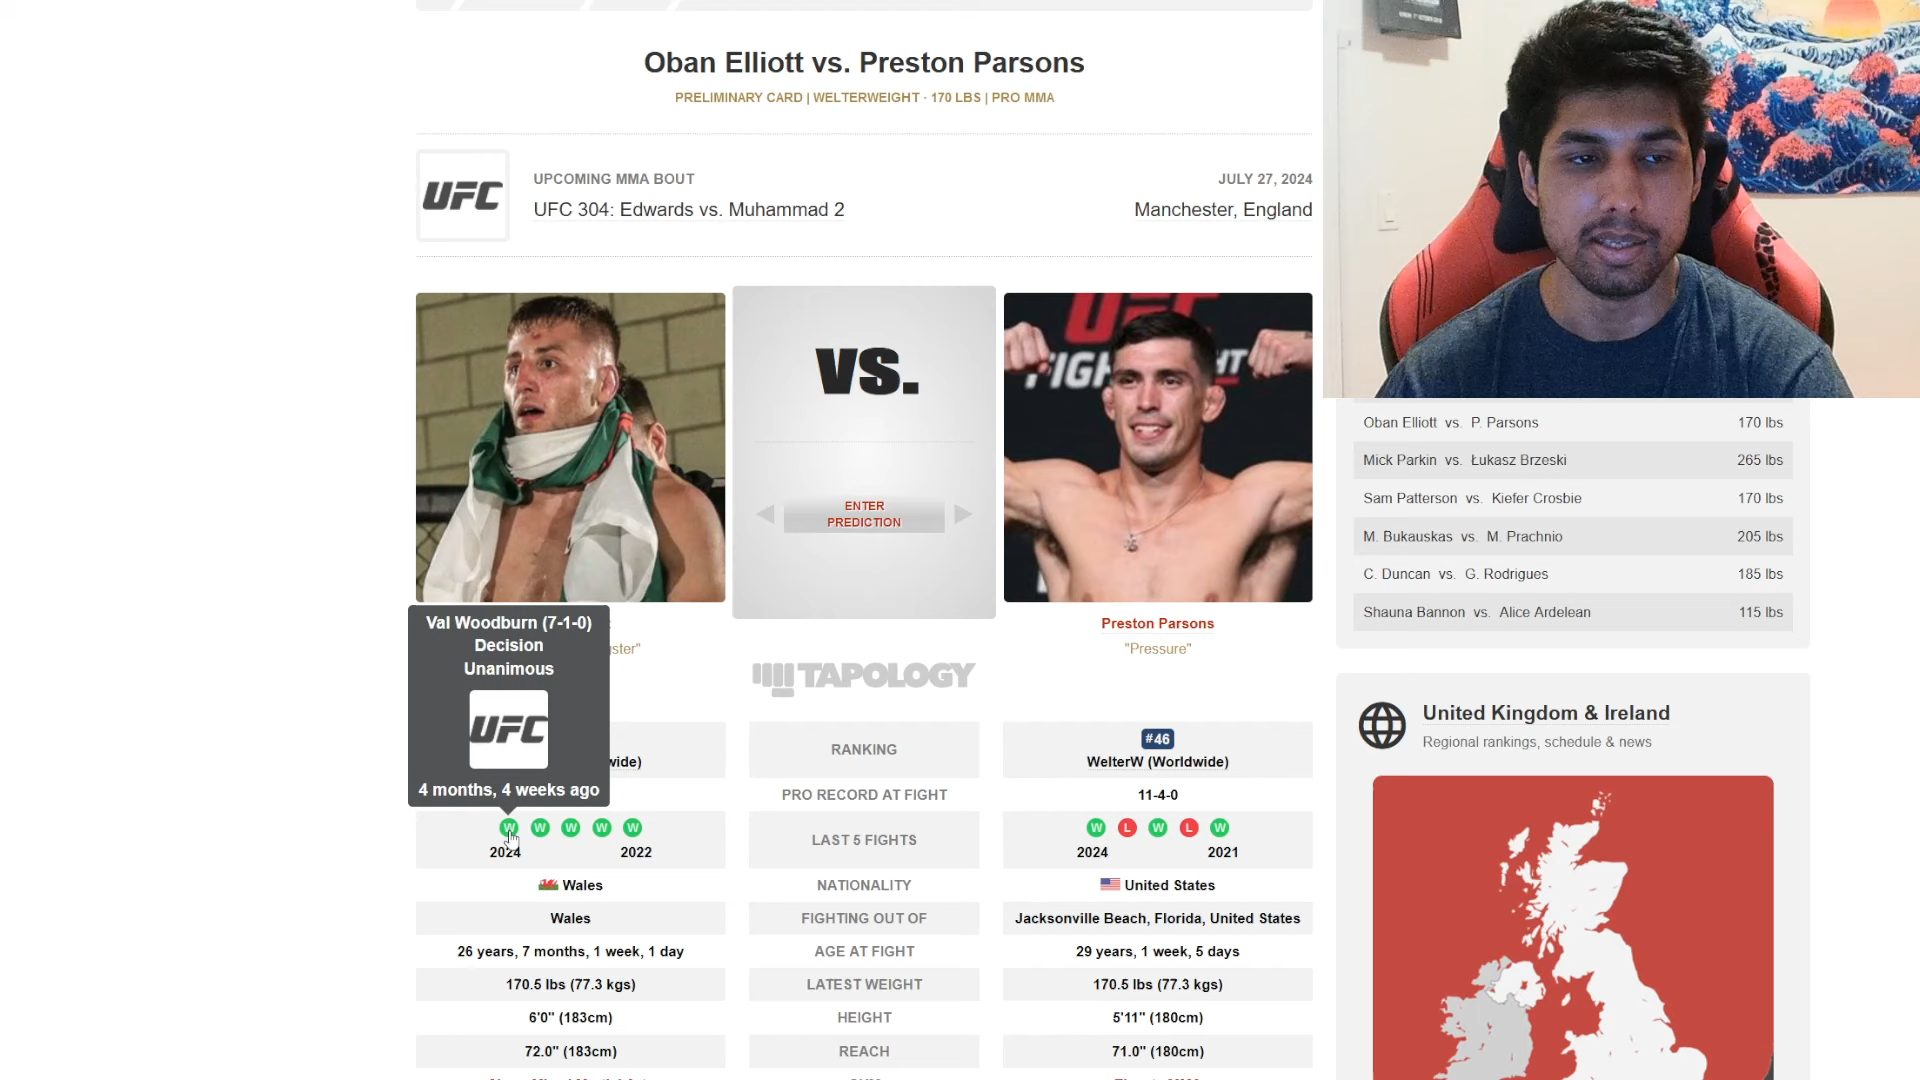 Oban Elliott vs. Preston Parsons
PRELIMINARY CARD | WELTERWEIGHT · 170 LBS | PRO MMA
UFC
UPCOMING MMA BOUT
JULY 27, 2024
UFC 304: Edwards vs. Muhammad 2
Manchester, England
VS.
ENTER
PREDICTION
UFC
FIGHT NIGHT
Oban Elliott vs. P. Parsons 170 lbs
Mick Parkin vs. Łukasz Brzeski 265 lbs
Sam Patterson vs. Kiefer Crosbie 170 lbs
M. Bukauskas vs. M. Prachnio 205 lbs
C. Duncan vs. G. Rodrigues 185 lbs
Shauna Bannon vs. Alice Ardelean 115 lbs
Val Woodburn (7-1-0)
Decision
Unanimous
UFC
4 months, 4 weeks ago
ster"
Preston Parsons
"Pressure"
TAPOLOGY
wide)
RANKING
#46
WelterW (Worldwide)
PRO RECORD AT FIGHT
11-4-0
W W W W W
2024 2022
LAST 5 FIGHTS
W L W L W
2024 2021
Wales
NATIONALITY
United States
Wales
FIGHTING OUT OF
Jacksonville Beach, Florida, United States
26 years, 7 months, 1 week, 1 day
AGE AT FIGHT
29 years, 1 week, 5 days
170.5 lbs (77.3 kgs)
LATEST WEIGHT
170.5 lbs (77.3 kgs)
6'0" (183cm)
HEIGHT
5'11" (180cm)
72.0" (183cm)
REACH
71.0" (180cm)
United Kingdom & Ireland
Regional rankings, schedule & news